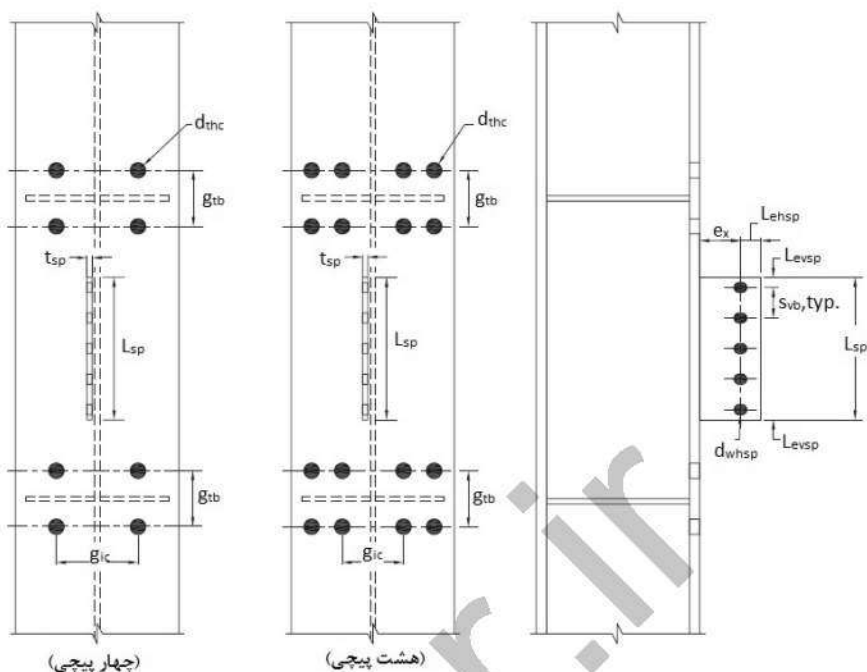 dthc
gtb
tsp
Lsp
gtb
gic
(چهار پیچی)
dthc
gtb
tsp
Lsp
gtb
gic
(هشت پیچی)
Lehsp
ex
Levsp
svb,typ.
Lsp
dwhsp
Levsp
r.ir